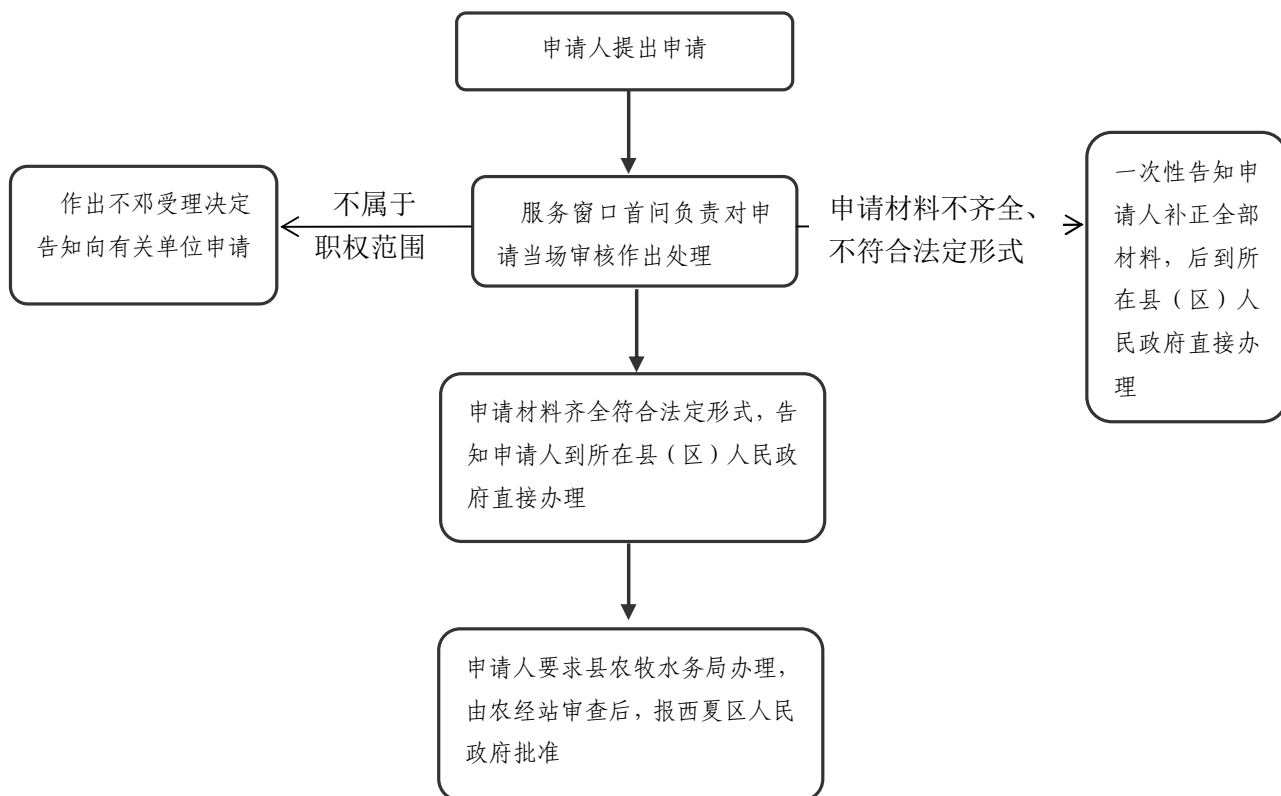 申请人提出申请
作出不邓受理决定
告知向有关单位申请
不属于
职权范围
服务窗口首问负责对申
请当场审核作出处理
申请材料不齐全、
不符合法定形式
一次性告知申
请人补正全部
材料，后到所
在县（区）人
民政府直接办
理
申请材料齐全符合法定形式，告
知申请人到所在县（区）人民政
府直接办理
申请人要求县农牧水务局办理，
由农经站审查后，报西夏区人民
政府批准